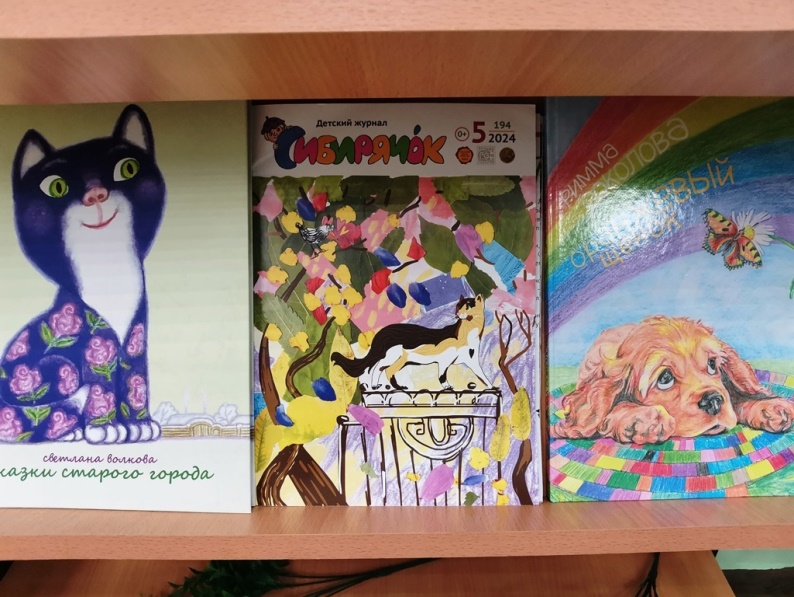 светлана волкова
казки старого города
Детский журнал
СИБИРЯЧОК
0+
5
194
2024
римма